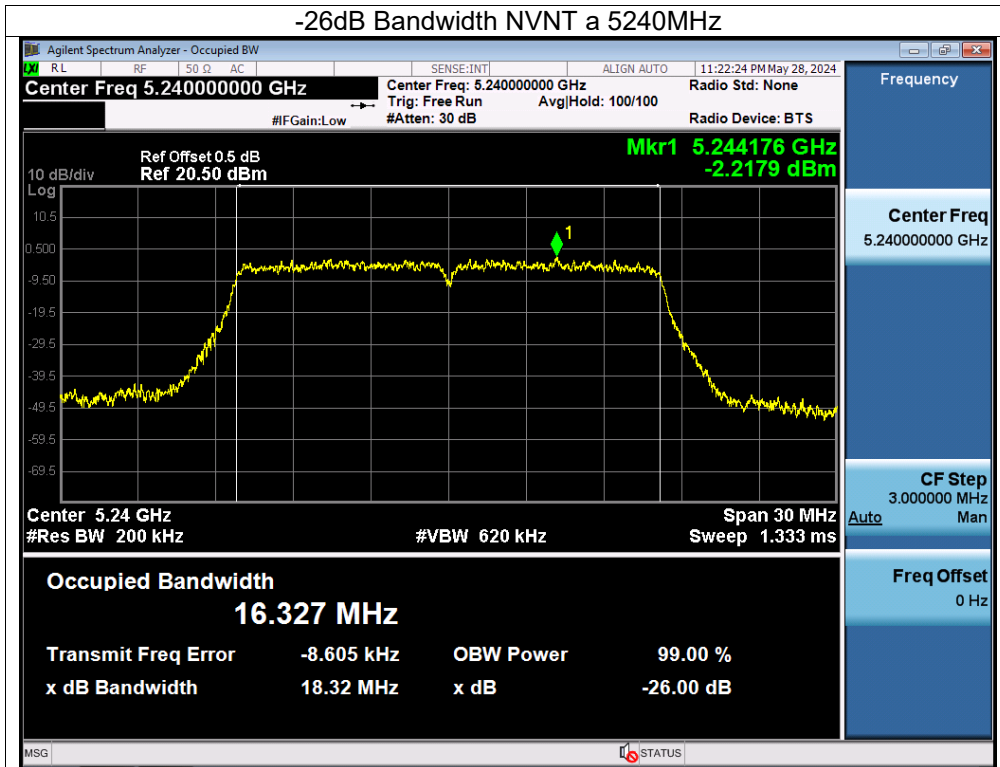 -26dB Bandwidth NVNT a 5240MHz
Agilent Spectrum Analyzer - Occupied BW
LXI RL RF 50 Ω AC SENSE:INT ALIGN AUTO 11:22:24 PM May 28, 2024
Center Freq 5.240000000 GHz
Center Freq: 5.240000000 GHz Radio Std: None
Trig: Free Run Avg|Hold: 100/100
#IFGain:Low #Atten: 30 dB Radio Device: BTS
Frequency
Mkr1 5.244176 GHz
-2.2179 dBm
Ref Offset 0.5 dB
10 dB/div Ref 20.50 dBm
Log
10.5
0.500
-9.50
-19.5
-29.5
-39.5
-49.5
-59.5
-69.5
1
Center 5.24 GHz Span 30 MHz
#Res BW 200 kHz #VBW 620 kHz Sweep 1.333 ms
Center Freq
5.240000000 GHz
CF Step
3.000000 MHz
Auto Man
Freq Offset
0 Hz
Occupied Bandwidth
16.327 MHz
Transmit Freq Error -8.605 kHz OBW Power 99.00 %
x dB Bandwidth 18.32 MHz x dB -26.00 dB
MSG STATUS